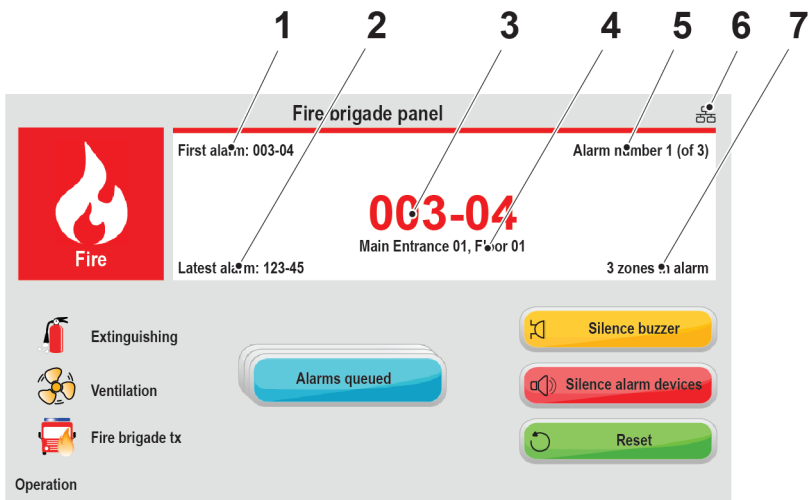 1 2 3 4 5 6 7
Fire brigade panel
First alarm: 003-04
Alarm number 1 (of 3)
003-04
Main Entrance 01, Floor 01
Fire
Latest alarm: 123-45
3 zones in alarm
Extinguishing
Silence buzzer
Alarms queued
Ventilation
Silence alarm devices
Fire brigade tx
Reset
Operation